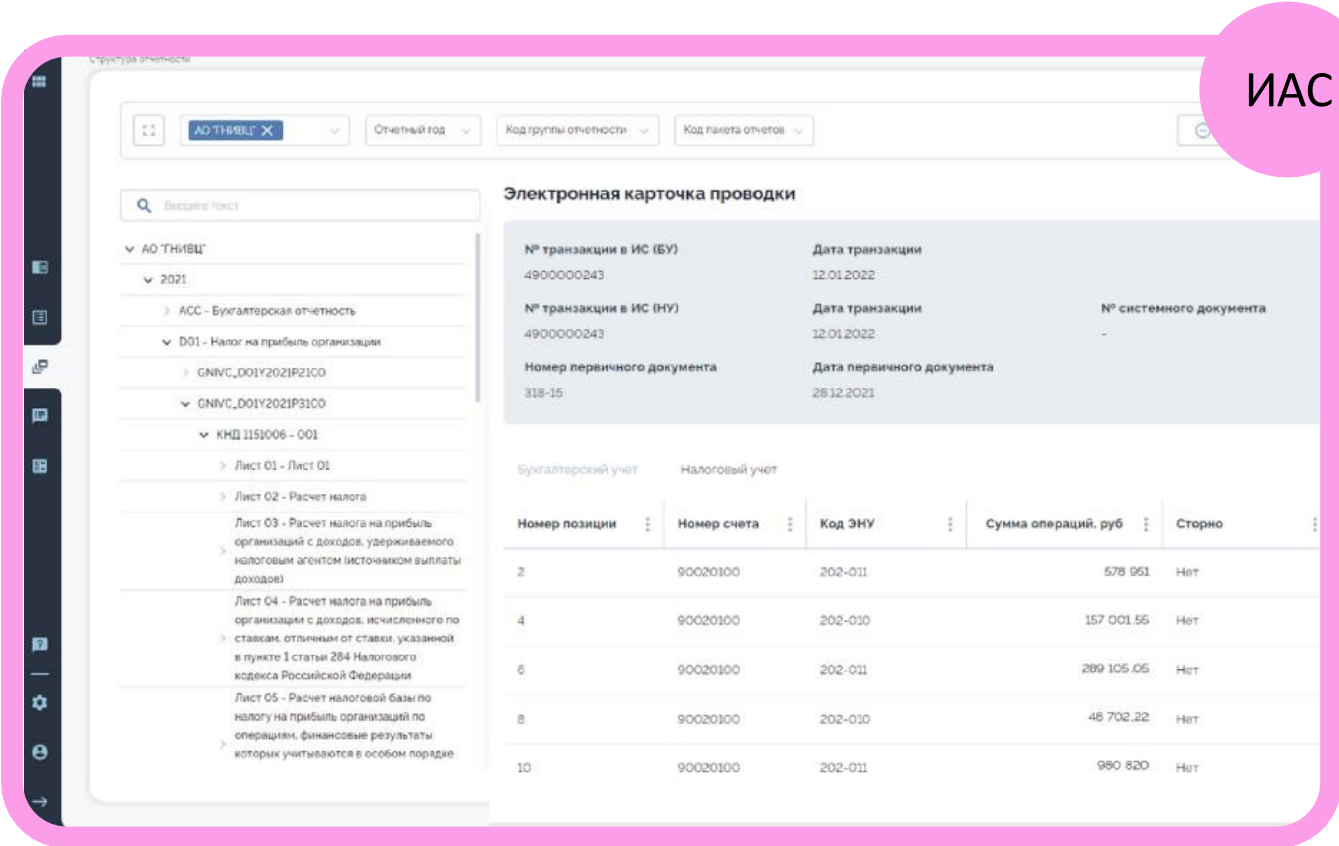 Структура отчетности
ИАС
АО "ГНИВЦ"
Отчетный год
Код группы отчетности
Код пакета отчетов
Введите текст
АО "ГНИВЦ"
2021
ACC - Бухгалтерская отчетность
D01 - Налог на прибыль организации
GNIVC_D01Y2021P21C0
GNIVC_D01Y2021P31C0
КНД 1151006 - 001
Лист 01 - Лист 01
Лист 02 - Расчет налога
Лист 03 - Расчет налога на прибыль
организаций с доходов, удерживаемого
налоговым агентом (источником выплаты
доходов)
Лист 04 - Расчет налога на прибыль
организации с доходов, исчисленного по
ставкам, отличным от ставки, указанной
в пункте 1 статьи 284 Налогового
кодекса Российской Федерации
Лист 05 - Расчет налоговой базы по
налогу на прибыль организаций по
операциям, финансовые результаты
которых учитываются в особом порядке
Электронная карточка проводки
№ транзакции в ИС (БУ) Дата транзакции
4900000243 12.01.2022
№ транзакции в ИС (НУ) Дата транзакции № системного документа
4900000243 12.01.2022 -
Номер первичного документа Дата первичного документа
318-15 28.12.2021
Бухгалтерский учет Налоговый учет
Номер позиции Номер счета Код ЭНУ Сумма операций, руб Сторно
2 90020100 202-011 578 951 Нет
4 90020100 202-010 157 001,55 Нет
6 90020100 202-011 289 105,05 Нет
8 90020100 202-010 48 702,22 Нет
10 90020100 202-011 980 820 Нет